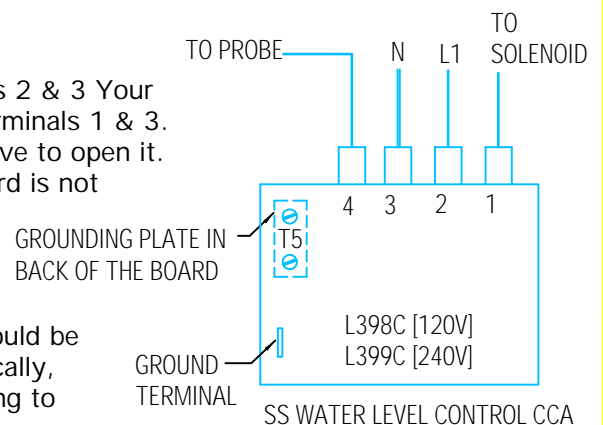 s 2 & 3 Your
rminals 1 & 3.
ve to open it.
rd is not
ould be
cally,
ng to
TO PROBE
N
L1
TO
SOLENOID
4 3 2 1
T5
GROUNDING PLATE IN
BACK OF THE BOARD
GROUND
TERMINAL
L398C [120V]
L399C [240V]
SS WATER LEVEL CONTROL CCA